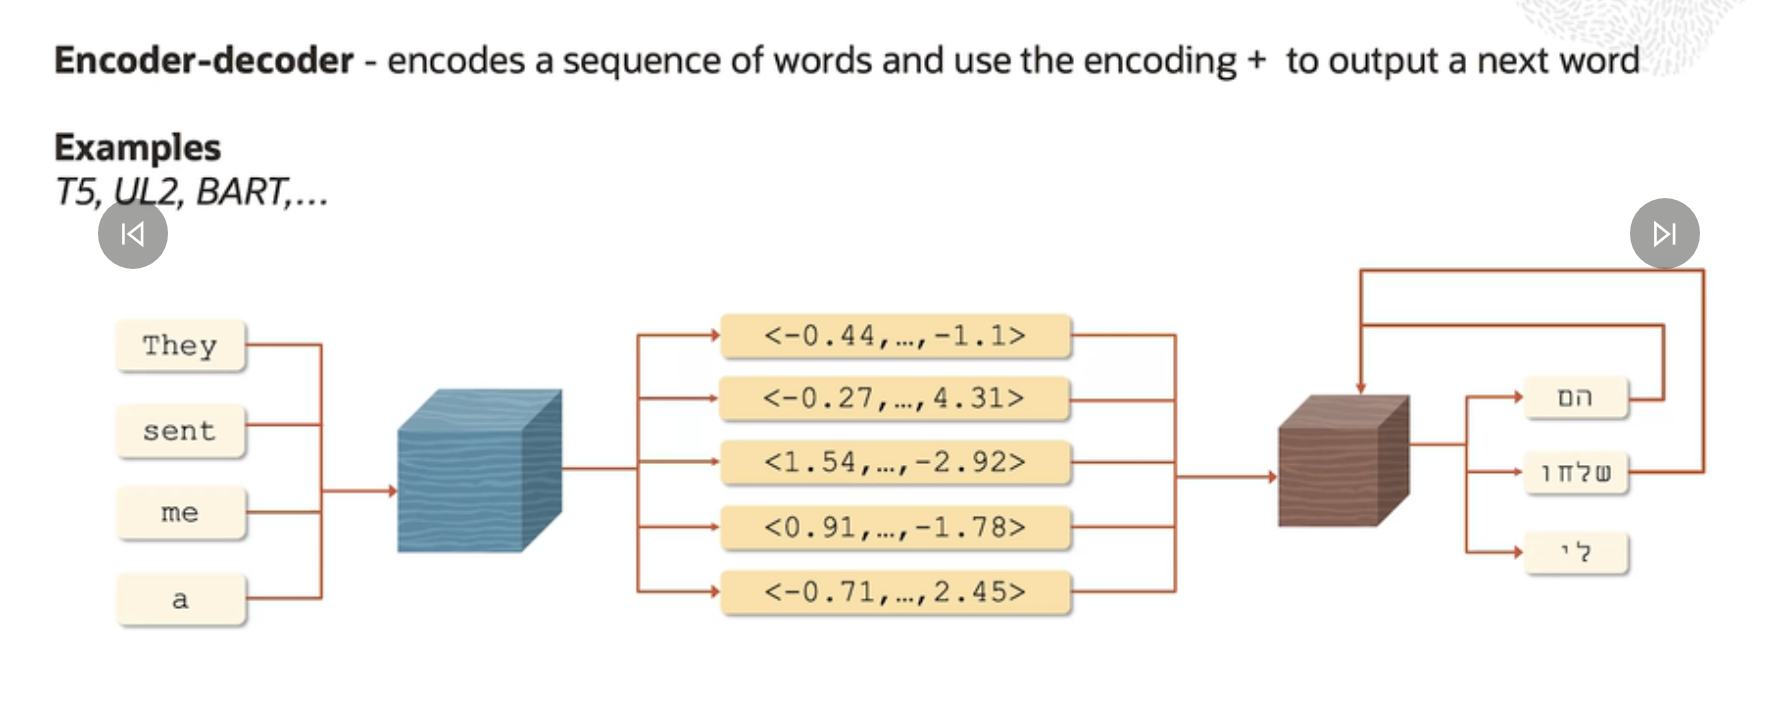 Encoder-decoder - encodes a sequence of words and use the encoding + to output a next word
Examples
T5, UL2, BART,...
They
sent
me
a
<-0.44,…,-1.1>
<-0.27,…,4.31>
<1.54,…,-2.92>
<0.91,…,-1.78>
<-0.71,…,2.45>
הם
שלחו
לי